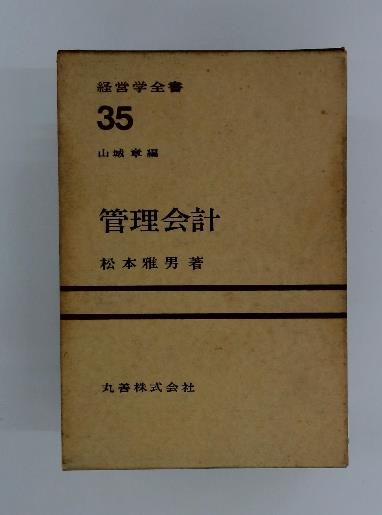 経営学全書
35
山城章編
管理会計
松本雅男著
丸善株式会社